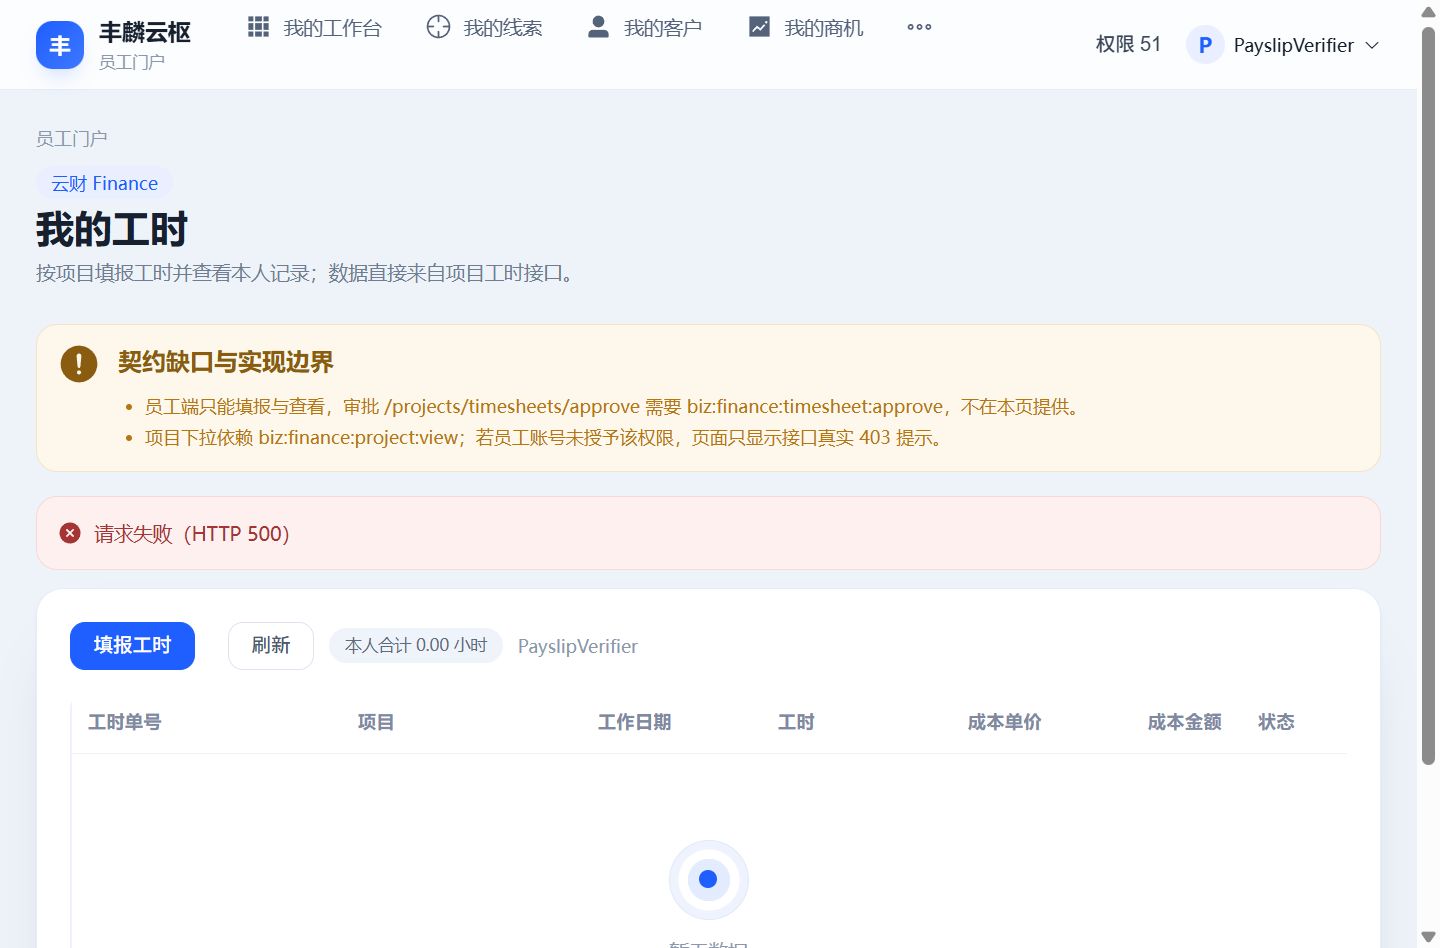 丰
丰麟云枢
员工门户
我的工作台
我的线索
我的客户
我的商机
权限 51
P
PayslipVerifier
员工门户
云财 Finance
我的工时
按项目填报工时并查看本人记录；数据直接来自项目工时接口。
契约缺口与实现边界
员工端只能填报与查看，审批 /projects/timesheets/approve 需要 biz:finance:timesheet:approve，不在本页提供。
项目下拉依赖 biz:finance:project:view；若员工账号未授予该权限，页面只显示接口真实 403 提示。
请求失败（HTTP 500）
填报工时
刷新
本人合计 0.00 小时
PayslipVerifier
工时单号 项目 工作日期 工时 成本单价 成本金额 状态